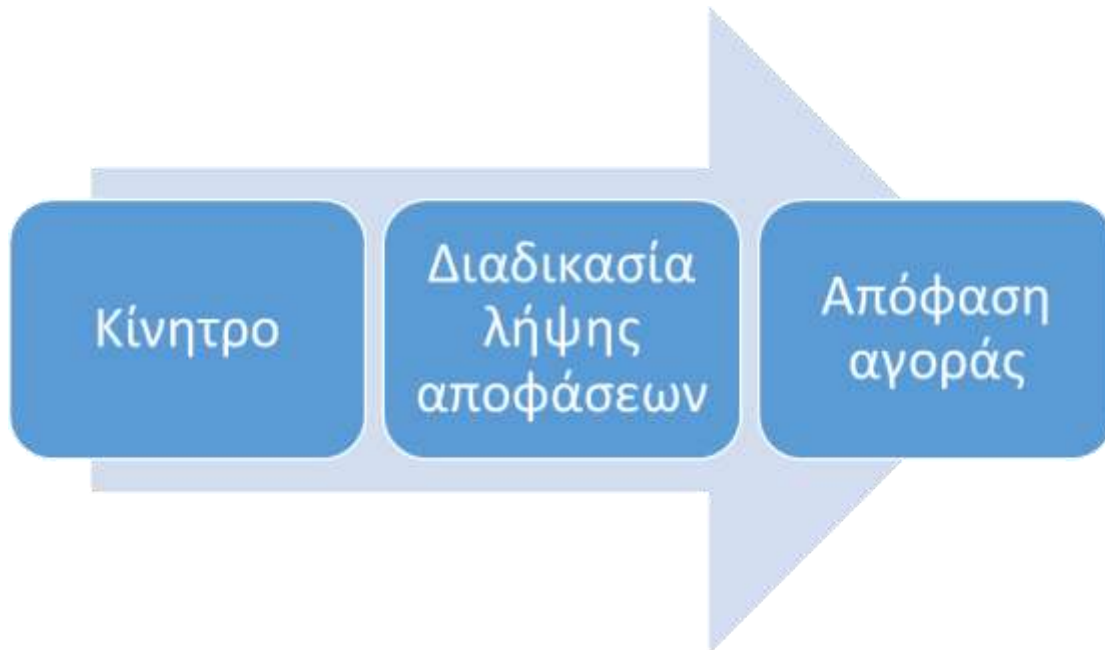 Κίνητρο
Διαδικασία
λήψης
αποφάσεων
Απόφαση
αγοράς